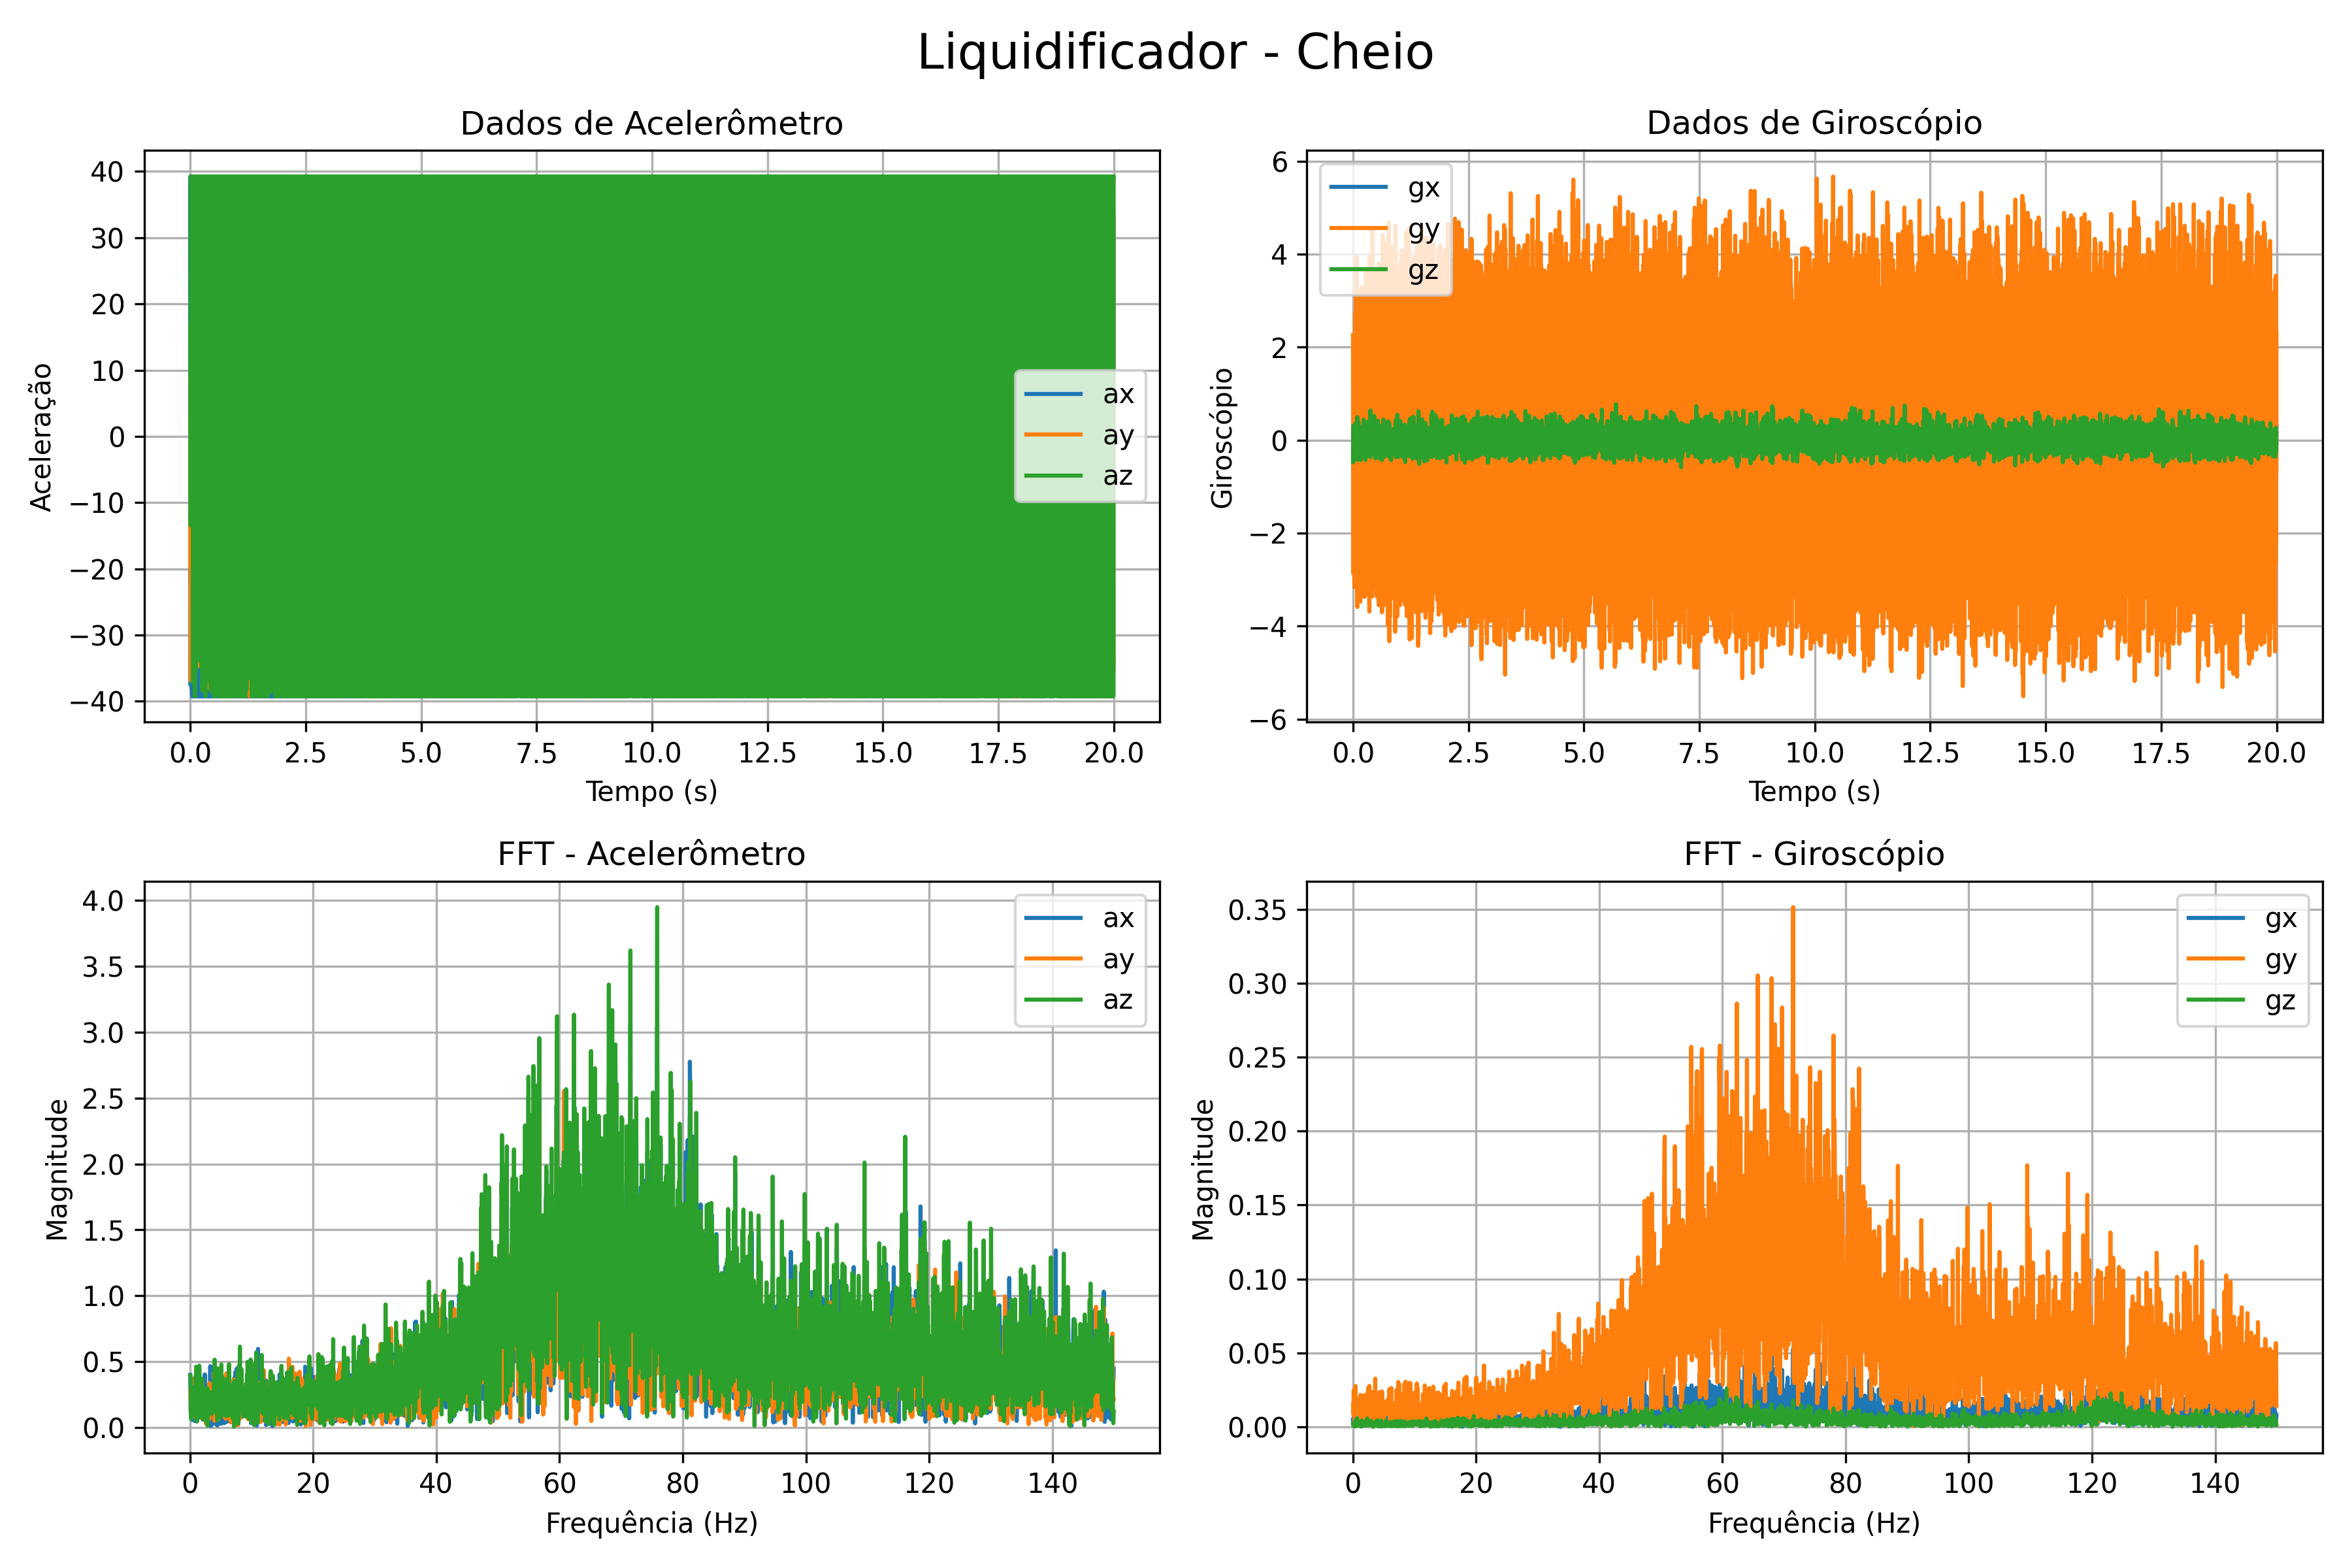 Liquidificador - Cheio
Dados de Acelerômetro
40
30
20
10
0
−10
−20
−30
−40
Aceleração
ax
ay
az
0.0 2.5 5.0 7.5 10.0 12.5 15.0 17.5 20.0
Tempo (s)
Dados de Giroscópio
6
4
2
0
−2
−4
−6
Giroscópio
gx
gy
gz
0.0 2.5 5.0 7.5 10.0 12.5 15.0 17.5 20.0
Tempo (s)
FFT - Acelerômetro
4.0
3.5
3.0
2.5
2.0
1.5
1.0
0.5
0.0
Magnitude
ax
ay
az
0 20 40 60 80 100 120 140
Frequência (Hz)
FFT - Giroscópio
0.35
0.30
0.25
0.20
0.15
0.10
0.05
0.00
Magnitude
gx
gy
gz
0 20 40 60 80 100 120 140
Frequência (Hz)